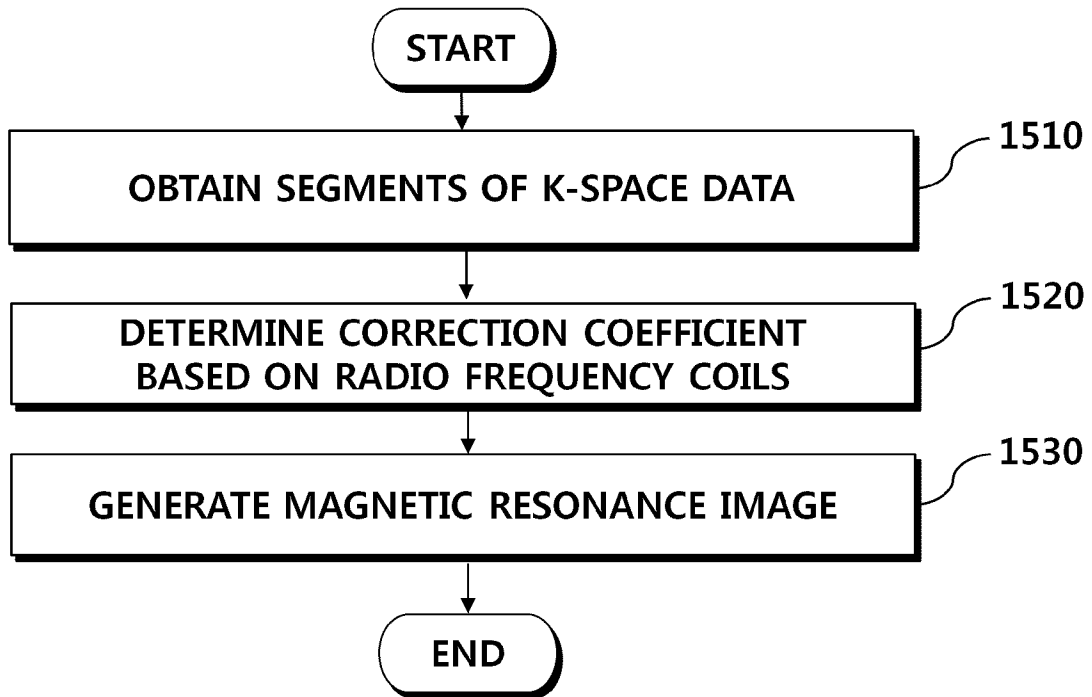 START
1510
OBTAIN SEGMENTS OF K-SPACE DATA
1520
DETERMINE CORRECTION COEFFICIENT
BASED ON RADIO FREQUENCY COILS
1530
GENERATE MAGNETIC RESONANCE IMAGE
END